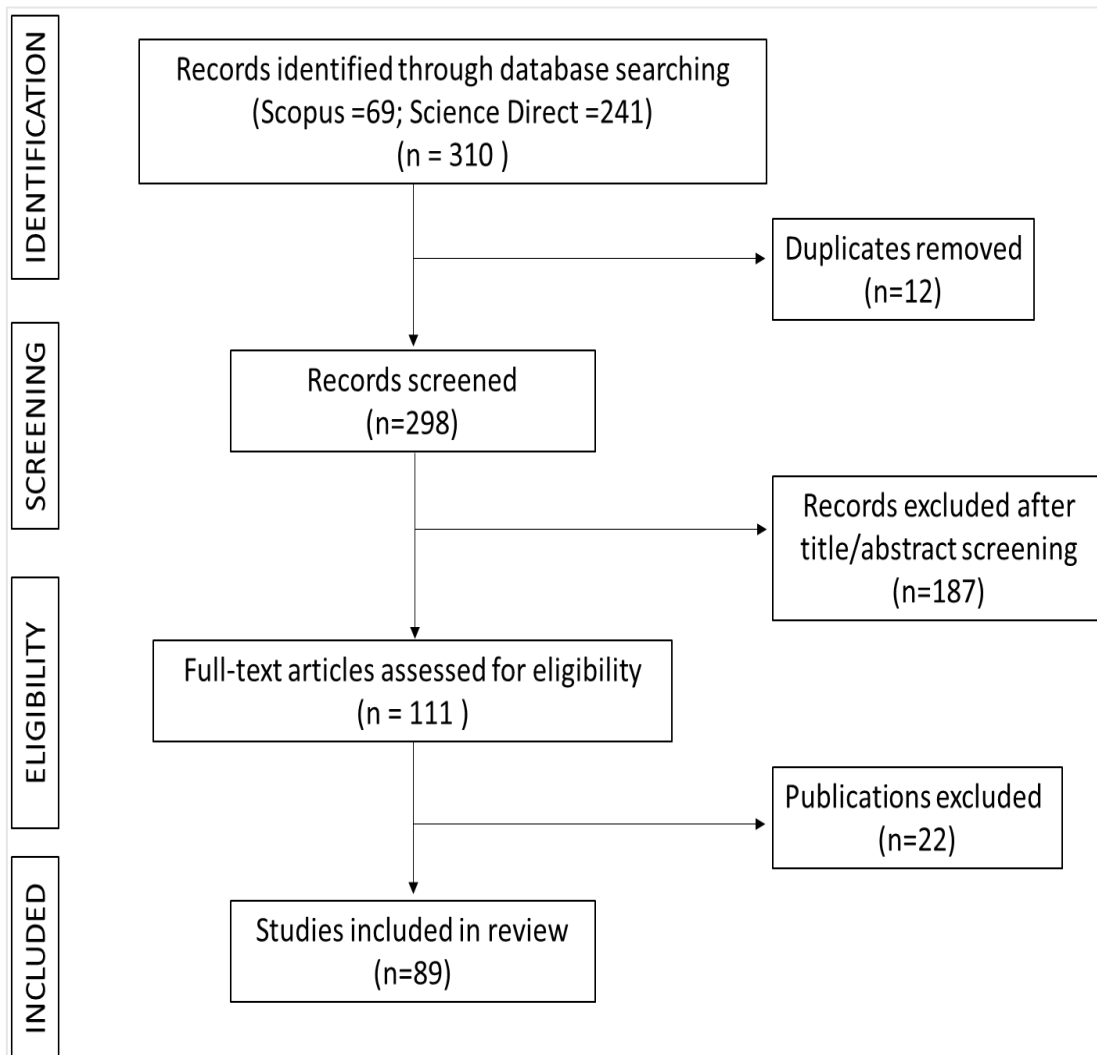 IDENTIFICATION
Records identified through database searching
(Scopus =69; Science Direct =241)
(n = 310 )
Duplicates removed
(n=12)
SCREENING
Records screened
(n=298)
Records excluded after
title/abstract screening
(n=187)
ELIGIBILITY
Full-text articles assessed for eligibility
(n = 111 )
Publications excluded
(n=22)
INCLUDED
Studies included in review
(n=89)